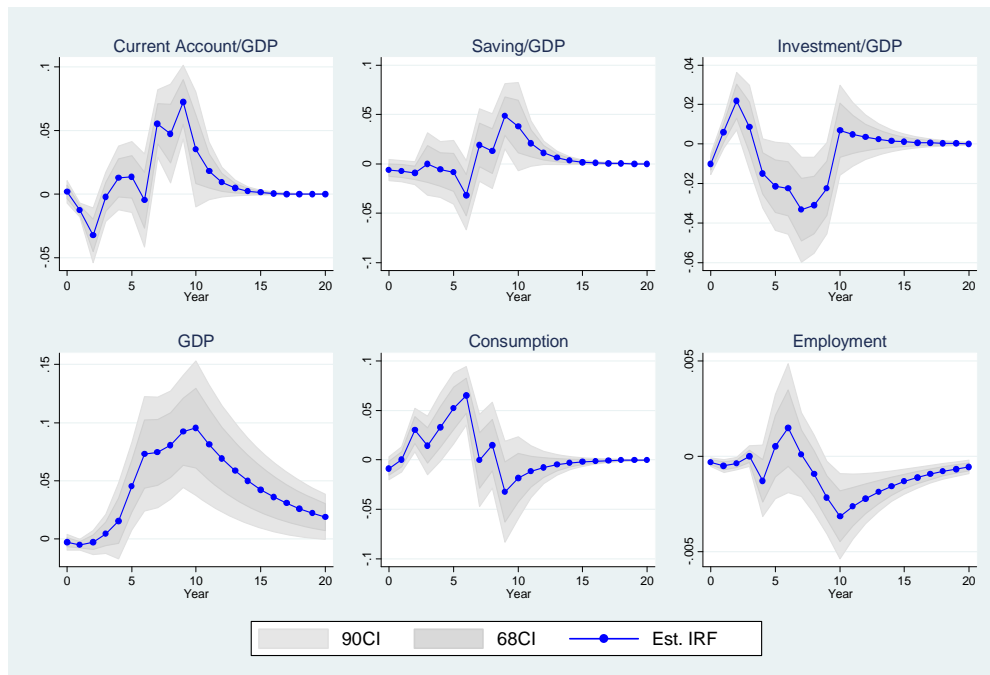 Current Account/GDP
.1
.05
0
-.05
0 5 10 15 20
Year
Saving/GDP
.1
.05
0
-.05
-.1
0 5 10 15 20
Year
Investment/GDP
.04
.02
0
-.02
-.04
-.06
0 5 10 15 20
Year
GDP
.15
.1
.05
0
0 5 10 15 20
Year
Consumption
.1
.05
0
-.05
-.1
0 5 10 15 20
Year
Employment
.005
0
-.005
0 5 10 15 20
Year
90CI 68CI Est. IRF